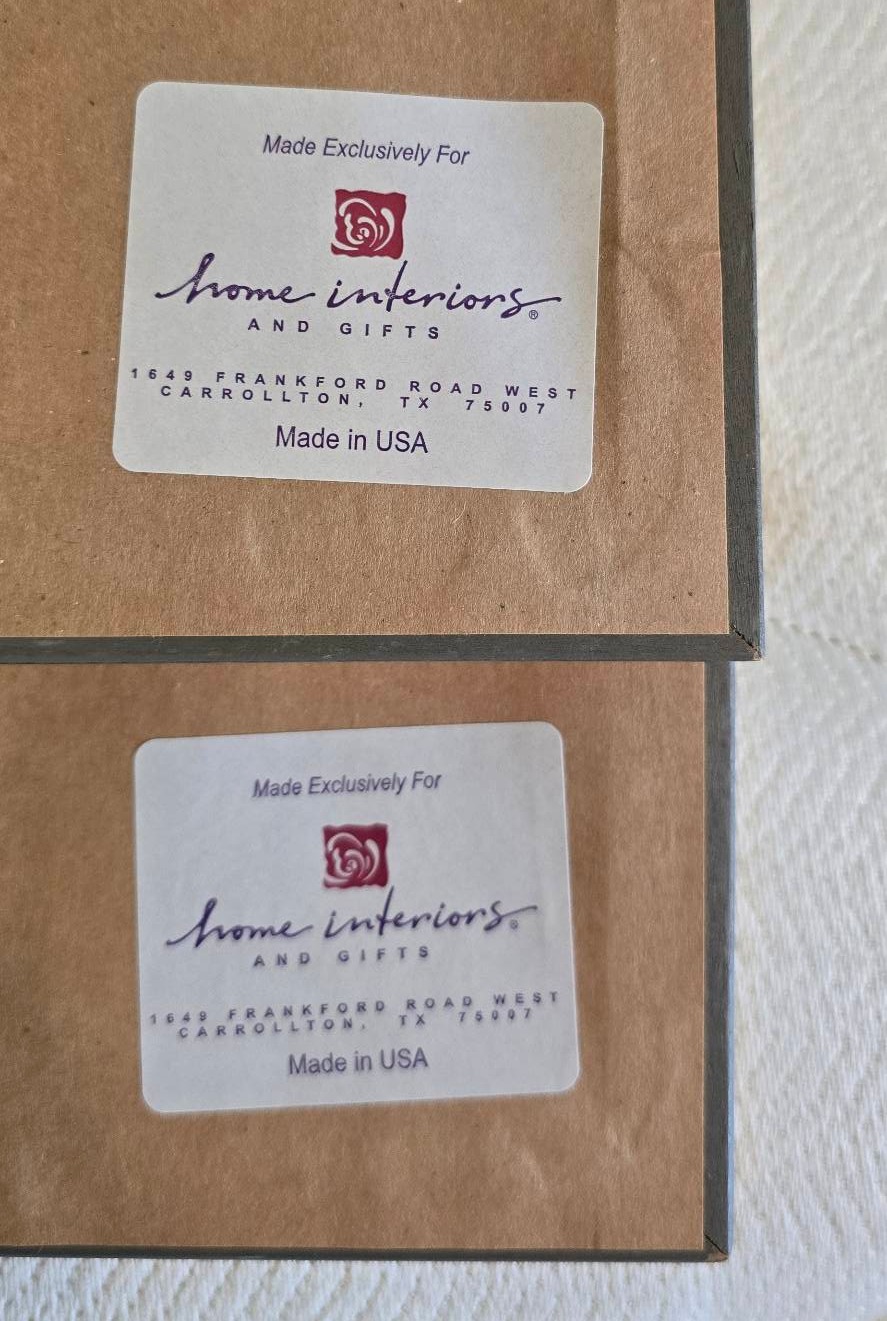 Made Exclusively For
home interiors®
AND GIFTS
1649 FRANKFORD ROAD WEST
CARROLLTON, TX 75007
Made in USA
Made Exclusively For
home interiors®
AND GIFTS
1649 FRANKFORD ROAD WEST
CARROLLTON, TX 75007
Made in USA